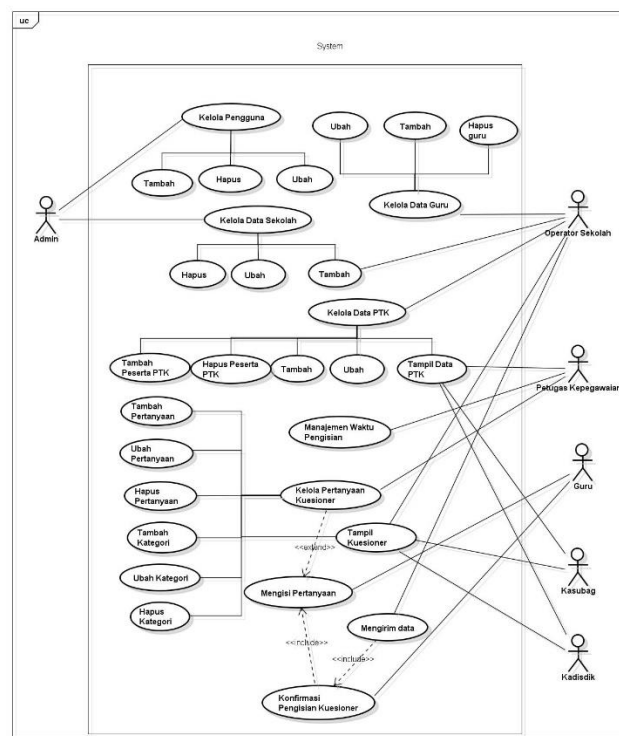 uc
System
Kelola Pengguna
Tambah
Hapus
Ubah
Ubah
Tambah
Hapus
guru
Kelola Data Guru
Admin
Kelola Data Sekolah
Hapus
Ubah
Tambah
Operator Sekolah
Kelola Data PTK
Tambah
Peserta PTK
Hapus Peserta
PTK
Tambah
Ubah
Tampil Data
PTK
Petugas Kepegawaian
Tambah
Pertanyaan
Manajemen Waktu
Pengisian
Ubah
Pertanyaan
Guru
Hapus
Pertanyaan
Kelola Pertanyaan
Kuesioner
Tambah
Kategori
Tampil
Kuesioner
<<extend>>
Ubah Kategori
Mengisi Pertanyaan
Kasubag
Hapus
Kategori
Mengirim data
<<include>>
<<include>>
Kadisdik
Konfirmasi
Pengisian Kuesioner